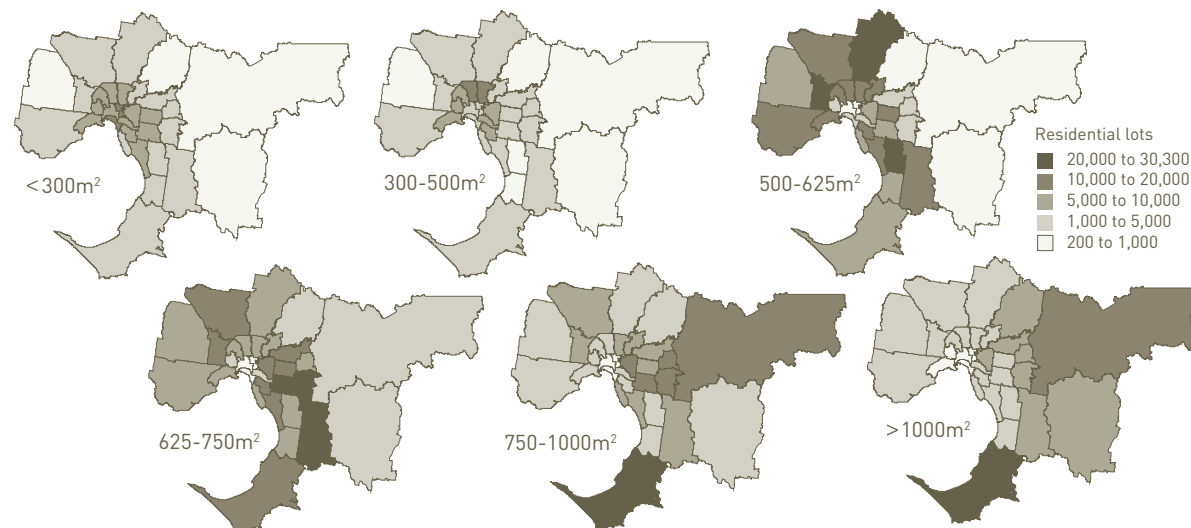 <300m²
300-500m²
500-625m²
Residential lots
20,000 to 30,300
10,000 to 20,000
5,000 to 10,000
1,000 to 5,000
200 to 1,000
625-750m²
750-1000m²
>1000m²